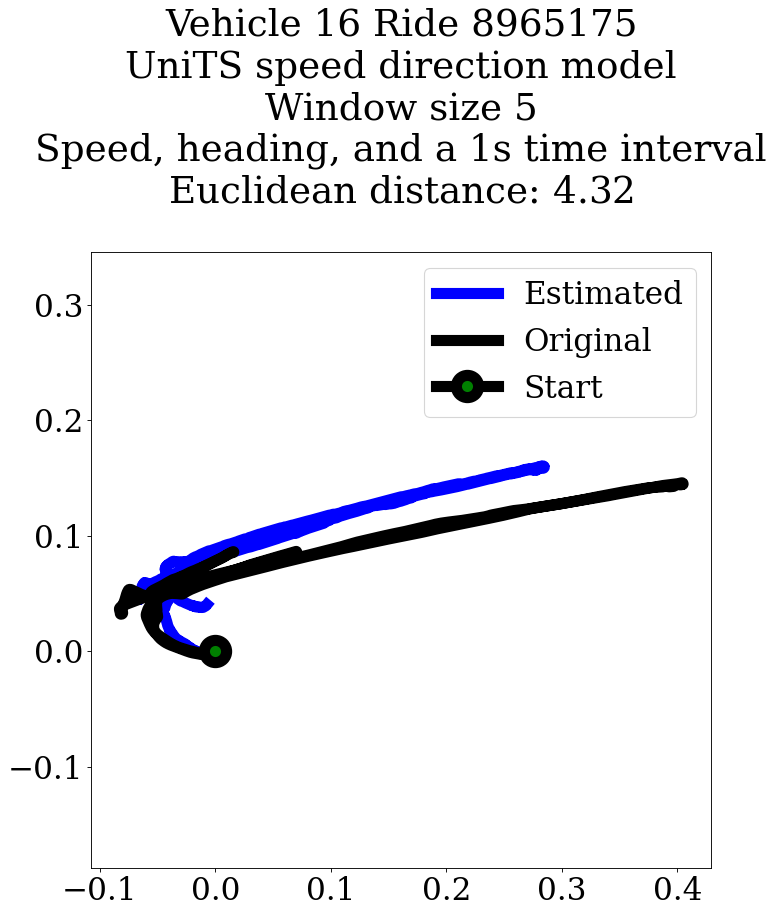 Vehicle 16 Ride 8965175
UniTS speed direction model
Window size 5
Speed, heading, and a 1s time interval
Euclidean distance: 4.32
Estimated
Original
Start
0.3
0.2
0.1
0.0
−0.1
−0.1 0.0 0.1 0.2 0.3 0.4